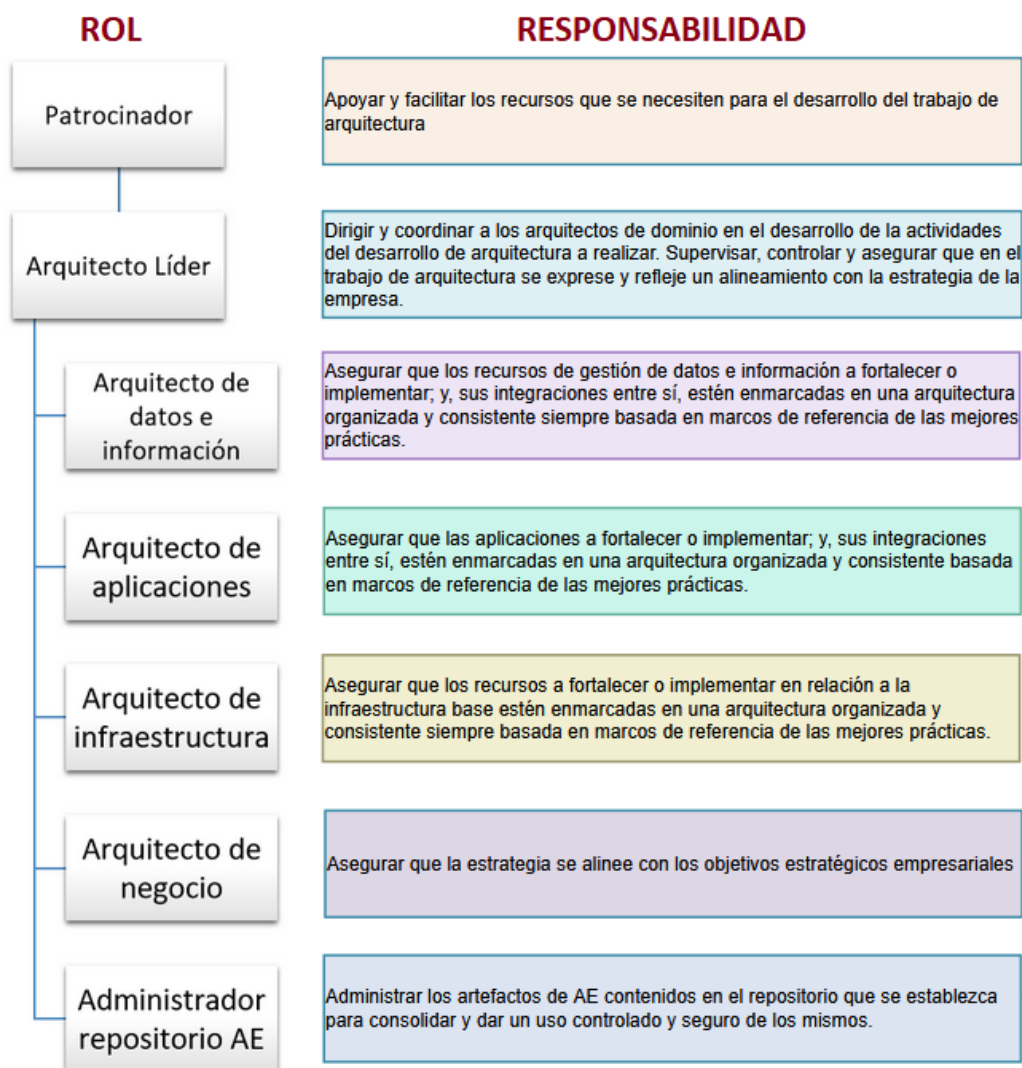 ROL
RESPONSABILIDAD
Patrocinador
Apoyar y facilitar los recursos que se necesiten para el desarrollo del trabajo de
arquitectura
Arquitecto Líder
Dirigir y coordinar a los arquitectos de dominio en el desarrollo de la actividades
del desarrollo de arquitectura a realizar. Supervisar, controlar y asegurar que en el
trabajo de arquitectura se exprese y refleje un alineamiento con la estrategia de la
empresa.
Arquitecto de
datos e
información
Asegurar que los recursos de gestión de datos e información a fortalecer o
implementar; y, sus integraciones entre sí, estén enmarcadas en una arquitectura
organizada y consistente siempre basada en marcos de referencia de las mejores
prácticas.
Arquitecto de
aplicaciones
Asegurar que las aplicaciones a fortalecer o implementar; y, sus integraciones
entre sí, estén enmarcadas en una arquitectura organizada y consistente basada
en marcos de referencia de las mejores prácticas.
Arquitecto de
infraestructura
Asegurar que los recursos a fortalecer o implementar en relación a la
infraestructura base estén enmarcadas en una arquitectura organizada y
consistente siempre basada en marcos de referencia de las mejores prácticas.
Arquitecto de
negocio
Asegurar que la estrategia se alinee con los objetivos estratégicos empresariales
Administrador
repositorio AE
Administrar los artefactos de AE contenidos en el repositorio que se establezca
para consolidar y dar un uso controlado y seguro de los mismos.